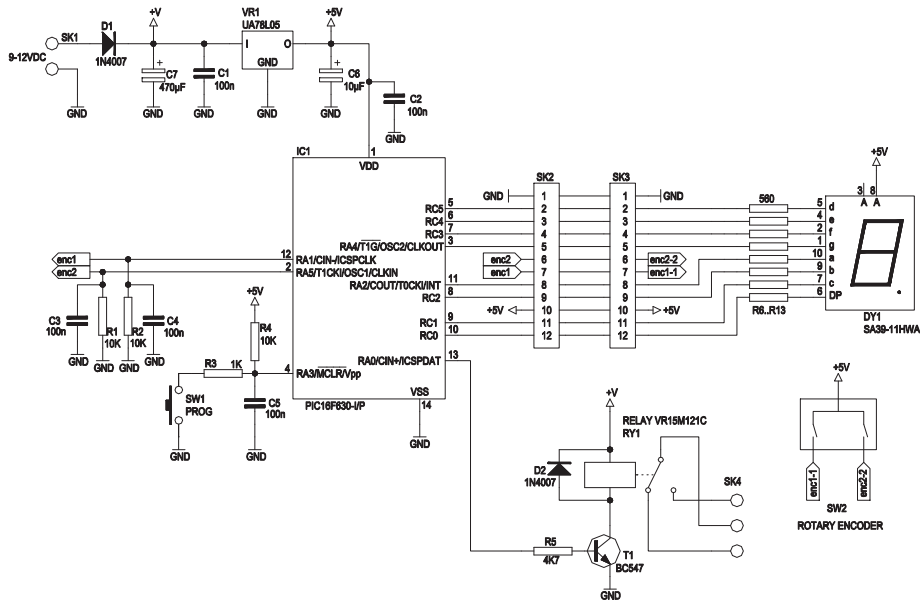 +V
VR1
UA78L05
+5V
SK1
D1
1N4007
9-12VDC
I
O
GND
C7
470µF
C1
100n
C6
10µF
C2
100n
GND
GND
GND
GND
GND
GND
IC1
1
VDD
SK2
SK3
+5V
GND
1
1
GND
3
8
A
A
RC5
5
2
2
560
5
d
RC4
6
3
3
4
e
RC3
7
4
4
2
f
RA4/T1G/OSC2/CLKOUT
3
5
5
1
g
enc1
12
RA1/CIN-/ICSPCLK
enc2
6
6
enc2-2
10
a
enc2
2
RA5/T1CKI/OSC1/CLKIN
enc1
7
7
enc1-1
9
b
RA2/COUT/T0CKI/INT
11
8
8
7
c
RC2
8
9
9
6
DP
+5V
10
10
+5V
R6..R13
RC1
9
11
11
DY1
RC0
10
12
12
SA39-11HWA
C3
100n
R1
10K
R2
10K
C4
100n
+5V
R4
10K
GND
GND
GND
GND
RA0/CIN+/ICSPDAT
13
R3
1K
4
RA3/MCLR/Vpp
SW1
PROG
C5
100n
VSS
PIC16F630-I/P
14
GND
GND
GND
+V
RELAY VR15M121C
RY1
D2
1N4007
SK4
+5V
enc1-1
enc2-2
SW2
ROTARY ENCODER
R5
4K7
T1
BC547
GND